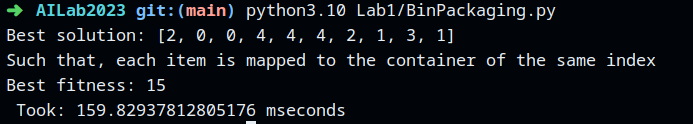 ➜ AILab2023 git:(main) python3.10 Lab1/BinPackaging.py
Best solution: [2, 0, 0, 4, 4, 4, 2, 1, 3, 1]
Such that, each item is mapped to the container of the same index
Best fitness: 15
Took: 159.82937812805176 mseconds